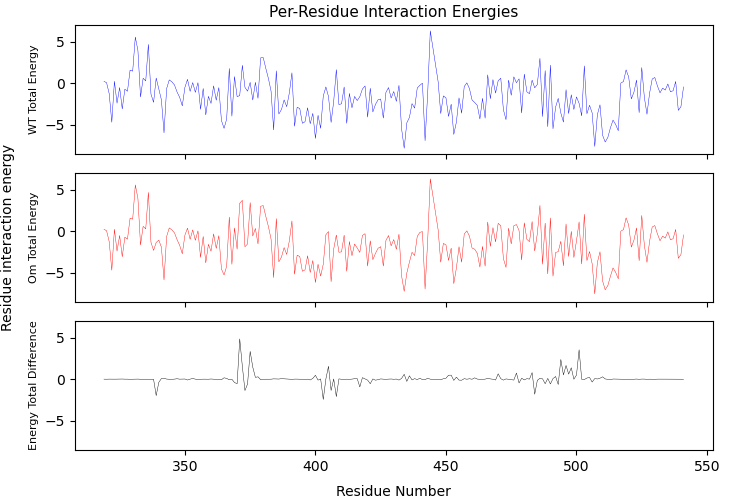 Per-Residue Interaction Energies
Residue interaction energy
WT Total Energy
5
0
−5
Om Total Energy
5
0
−5
Energy Total Difference
5
0
−5
350
400
450
500
550
Residue Number